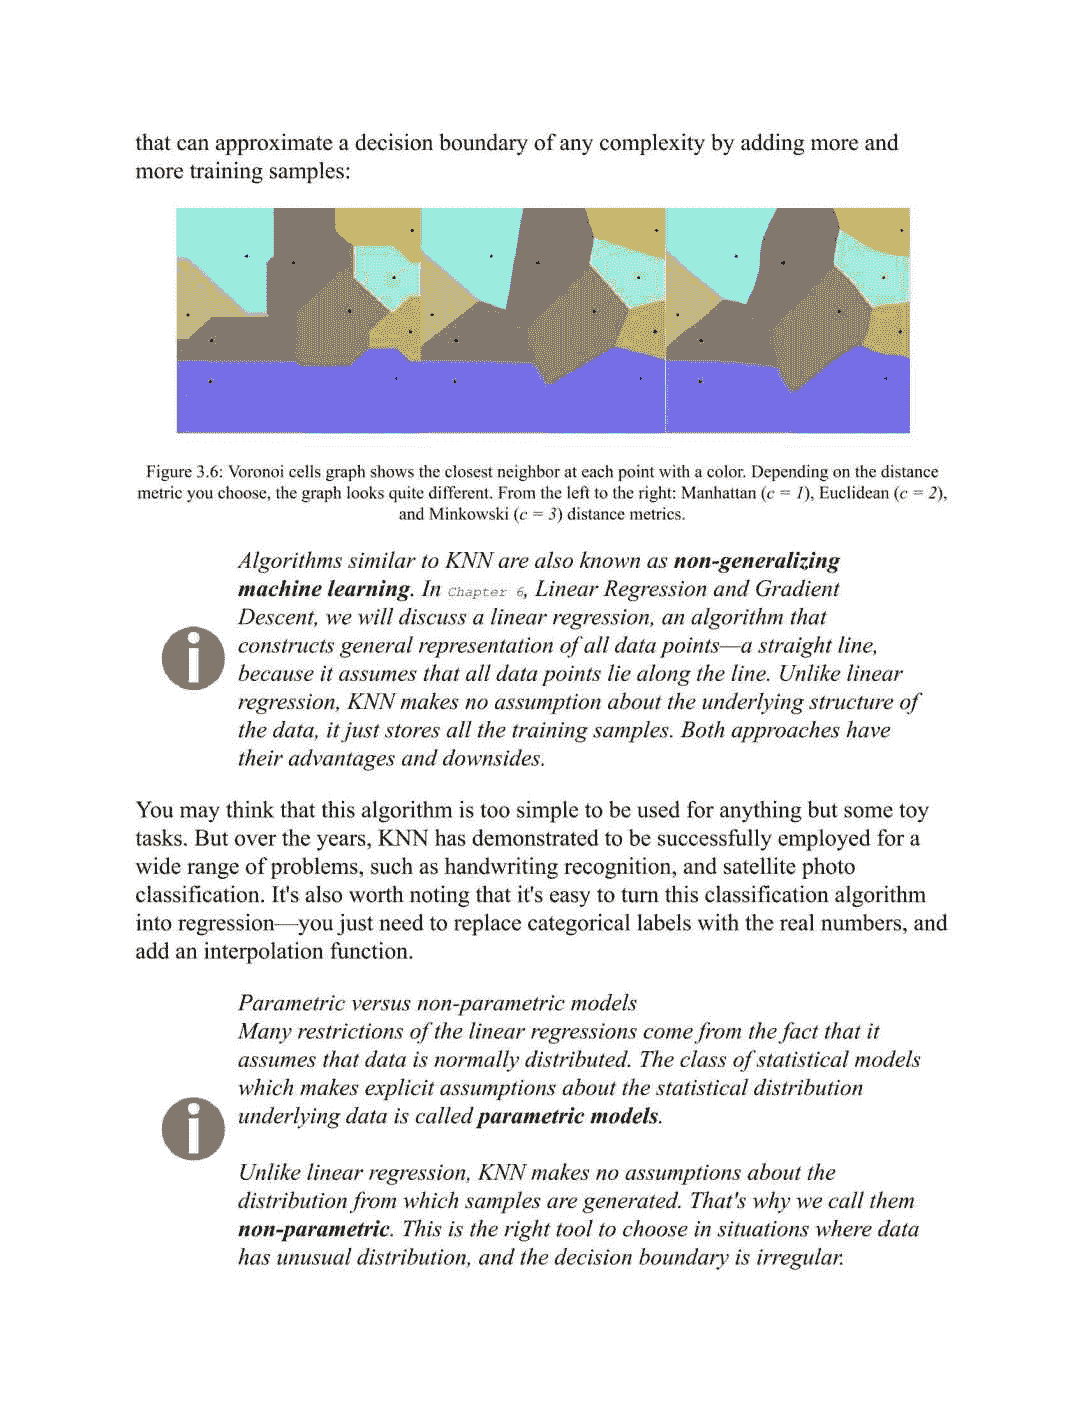 that can approximate a decision boundary of any complexity by adding more and
more training samples:
Figure 3.6: Voronoi cells graph shows the closest neighbor at each point with a color. Depending on the distance
metric you choose, the graph looks quite different. From the left to the right: Manhattan (c = 1), Euclidean (c = 2),
and Minkowski (c = 3) distance metrics.
Algorithms similar to KNN are also known as non-generalizing
machine learning. In Chapter 6, Linear Regression and Gradient
Descent, we will discuss a linear regression, an algorithm that
constructs general representation of all data points—a straight line,
because it assumes that all data points lie along the line. Unlike linear
regression, KNN makes no assumption about the underlying structure of
the data, it just stores all the training samples. Both approaches have
their advantages and downsides.
You may think that this algorithm is too simple to be used for anything but some toy
tasks. But over the years, KNN has demonstrated to be successfully employed for a
wide range of problems, such as handwriting recognition, and satellite photo
classification. It's also worth noting that it's easy to turn this classification algorithm
into regression—you just need to replace categorical labels with the real numbers, and
add an interpolation function.
Parametric versus non-parametric models
Many restrictions of the linear regressions come from the fact that it
assumes that data is normally distributed. The class of statistical models
which makes explicit assumptions about the statistical distribution
underlying data is called parametric models.
Unlike linear regression, KNN makes no assumptions about the
distribution from which samples are generated. That's why we call them
non-parametric. This is the right tool to choose in situations where data
has unusual distribution, and the decision boundary is irregular.